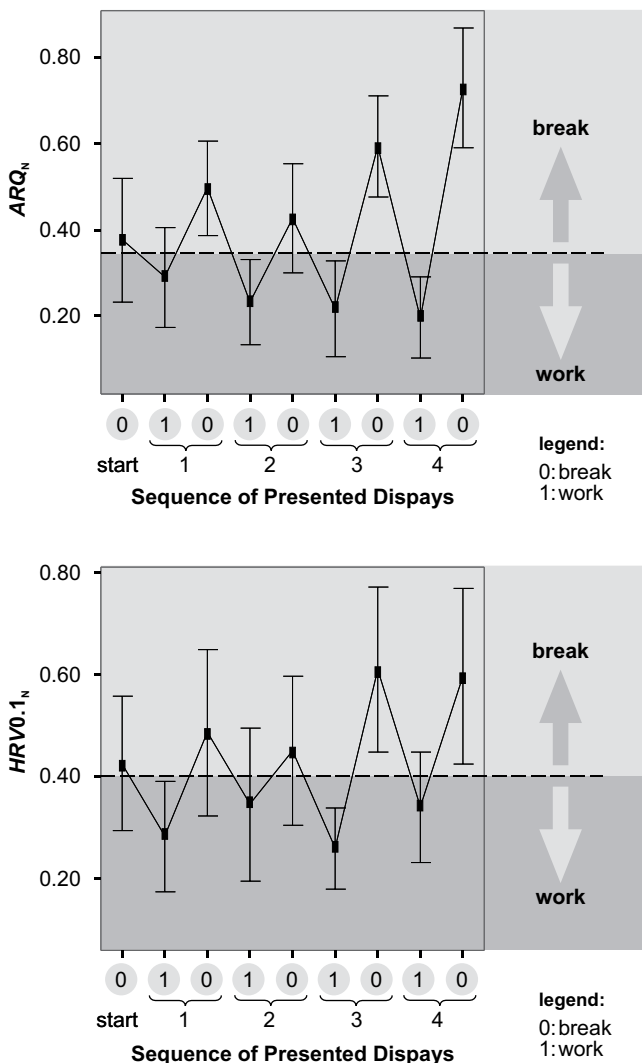 0.80
0.60
0.40
0.20
ARQN
break
work
0 1 0 1 0 1 0 1 0
start 1 2 3 4
Sequence of Presented Dispays
legend:
0:break
1:work
0.80
0.60
0.40
0.20
HRV0.1N
break
work
0 1 0 1 0 1 0 1 0
start 1 2 3 4
Sequence of Presented Dispays
legend:
0:break
1:work